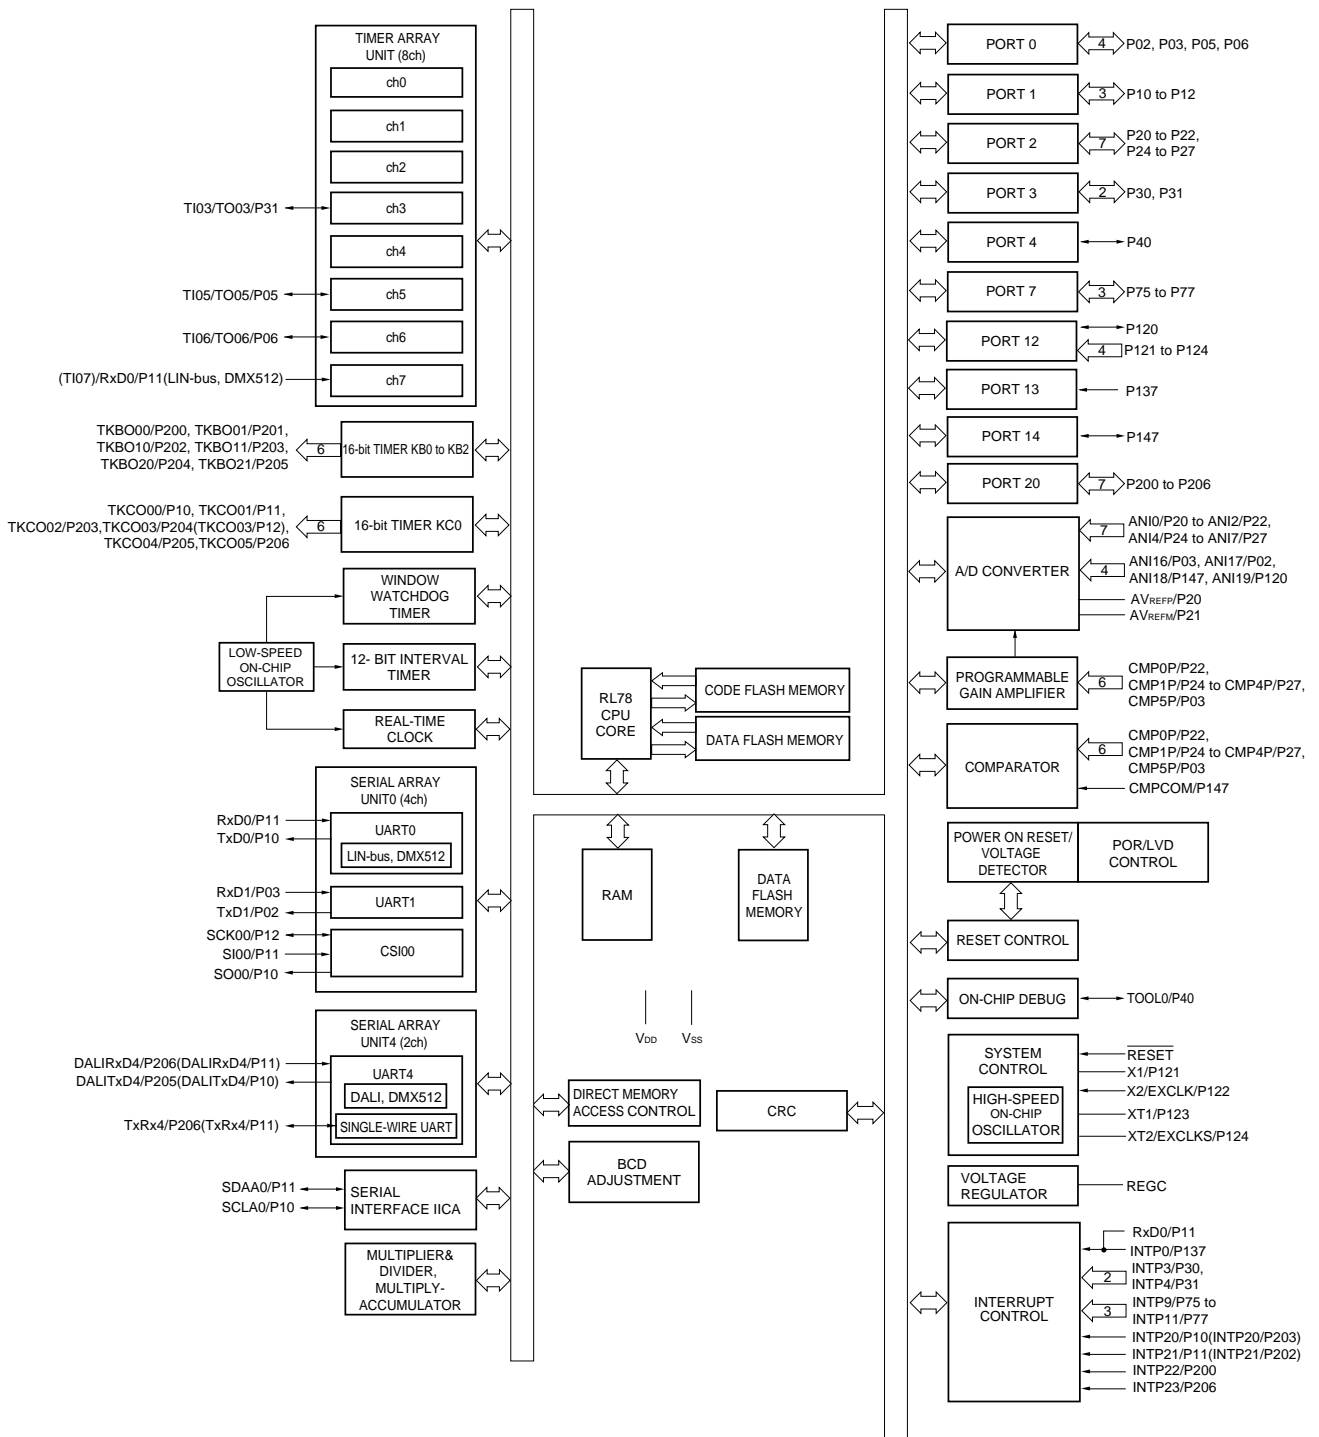 TIMER ARRAY
UNIT (8ch)
ch0
ch1
ch2
TI03/TO03/P31
ch3
ch4
TI05/TO05/P05
ch5
TI06/TO06/P06
ch6
(TI07)/RxD0/P11(LIN-bus, DMX512)
ch7
TKBO00/P200, TKBO01/P201,
TKBO10/P202, TKBO11/P203,
TKBO20/P204, TKBO21/P205
6
16-bit TIMER KB0 to KB2
TKCO00/P10, TKCO01/P11,
TKCO02/P203,TKCO03/P204(TKCO03/P12),
TKCO04/P205,TKCO05/P206
6
16-bit TIMER KC0
WINDOW
WATCHDOG
TIMER
LOW-SPEED
ON-CHIP
OSCILLATOR
12- BIT INTERVAL
TIMER
REAL-TIME
CLOCK
SERIAL ARRAY
UNIT0 (4ch)
RxD0/P11
TxD0/P10
UART0
LIN-bus, DMX512
RxD1/P03
TxD1/P02
UART1
SCK00/P12
SI00/P11
SO00/P10
CSI00
SERIAL ARRAY
UNIT4 (2ch)
DALIRxD4/P206(DALIRxD4/P11)
DALITxD4/P205(DALITxD4/P10)
UART4
DALI, DMX512
TxRx4/P206(TxRx4/P11)
SINGLE-WIRE UART
SDAA0/P11
SCLA0/P10
SERIAL
INTERFACE IICA
MULTIPLIER&
DIVIDER,
MULTIPLY-
ACCUMULATOR
RL78
CPU
CORE
CODE FLASH MEMORY
DATA FLASH MEMORY
RAM
DATA
FLASH
MEMORY
VDD
VSS
DIRECT MEMORY
ACCESS CONTROL
CRC
BCD
ADJUSTMENT
PORT 0
4
P02, P03, P05, P06
PORT 1
3
P10 to P12
PORT 2
7
P20 to P22,
P24 to P27
PORT 3
2
P30, P31
PORT 4
P40
PORT 7
3
P75 to P77
PORT 12
P120
4
P121 to P124
PORT 13
P137
PORT 14
P147
PORT 20
7
P200 to P206
A/D CONVERTER
7
ANI0/P20 to ANI2/P22,
ANI4/P24 to ANI7/P27
4
ANI16/P03, ANI17/P02,
ANI18/P147, ANI19/P120
AVREFP/P20
AVREFM/P21
PROGRAMMABLE
GAIN AMPLIFIER
6
CMP0P/P22,
CMP1P/P24 to CMP4P/P27,
CMP5P/P03
COMPARATOR
6
CMP0P/P22,
CMP1P/P24 to CMP4P/P27,
CMP5P/P03
CMPCOM/P147
POWER ON RESET/
VOLTAGE
DETECTOR
POR/LVD
CONTROL
RESET CONTROL
ON-CHIP DEBUG
TOOL0/P40
SYSTEM
CONTROL
HIGH-SPEED
ON-CHIP
OSCILLATOR
RESET
X1/P121
X2/EXCLK/P122
XT1/P123
XT2/EXCLKS/P124
VOLTAGE
REGULATOR
REGC
INTERRUPT
CONTROL
RxD0/P11
INTP0/P137
2
INTP3/P30,
INTP4/P31
3
INTP9/P75 to
INTP11/P77
INTP20/P10(INTP20/P203)
INTP21/P11(INTP21/P202)
INTP22/P200
INTP23/P206